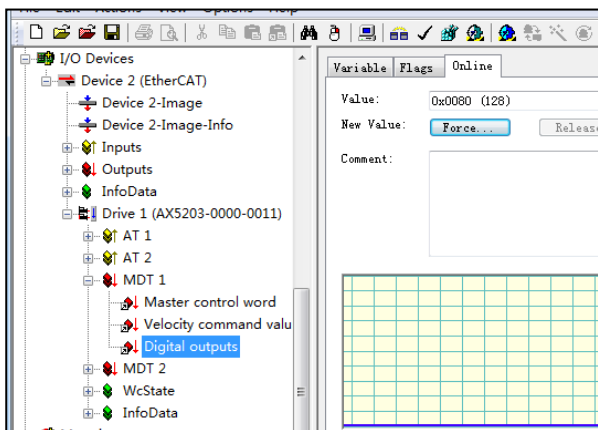 I/O Devices
Device 2 (EtherCAT)
Device 2-Image
Device 2-Image-Info
Inputs
Outputs
InfoData
Drive 1 (AX5203-0000-0011)
AT 1
AT 2
MDT 1
Master control word
Velocity command valu
Digital outputs
MDT 2
WcState
InfoData
Variable Flags Online
Value: 0x0080 (128)
New Value: Force... Release
Comment: